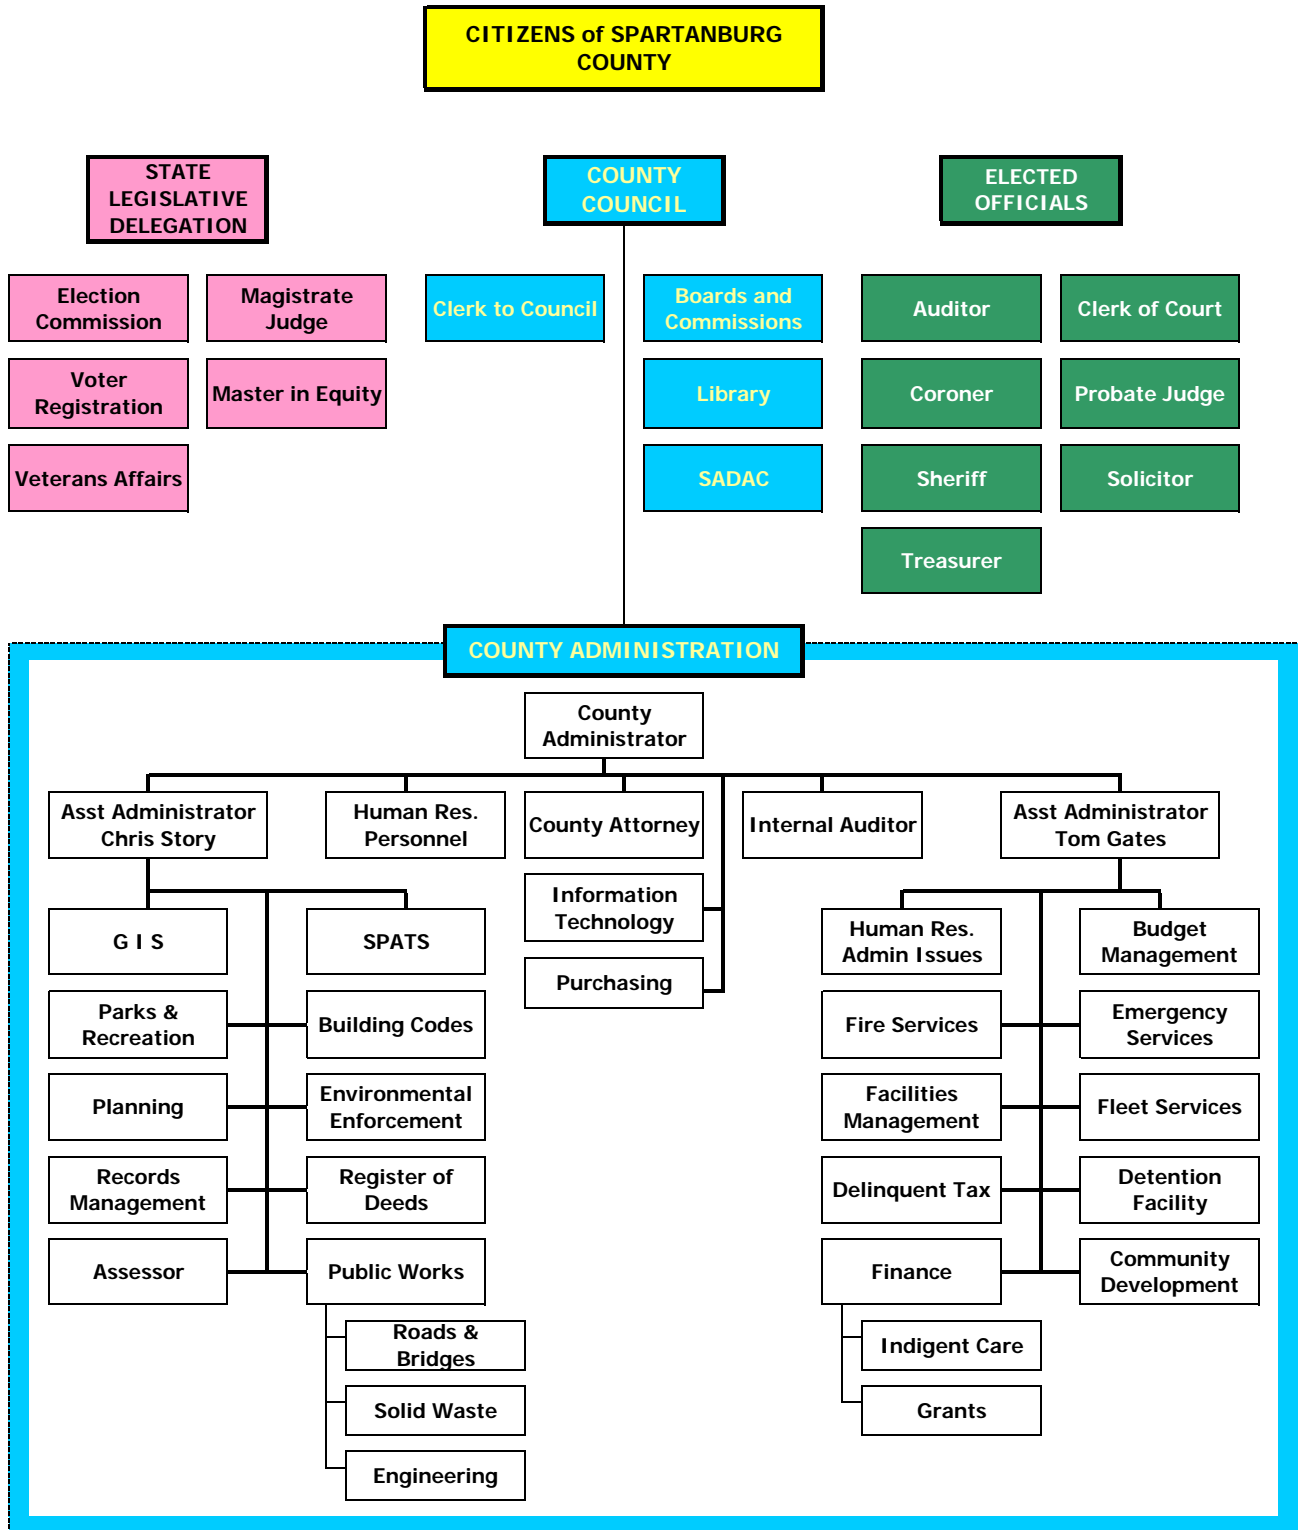 CITIZENS of SPARTANBURG
COUNTY
STATE
LEGISLATIVE
DELEGATION
COUNTY
COUNCIL
ELECTED
OFFICIALS
Election
Commission
Magistrate
Judge
Clerk to Council
Boards and
Commissions
Auditor
Clerk of Court
Voter
Registration
Master in Equity
Library
Coroner
Probate Judge
Veterans Affairs
SADAC
Sheriff
Solicitor
Treasurer
COUNTY ADMINISTRATION
County
Administrator
Asst Administrator
Chris Story
Human Res.
Personnel
County Attorney
Internal Auditor
Asst Administrator
Tom Gates
Information
Technology
Purchasing
G I S
SPATS
Human Res.
Admin Issues
Budget
Management
Parks &
Recreation
Building Codes
Fire Services
Emergency
Services
Planning
Environmental
Enforcement
Facilities
Management
Fleet Services
Records
Management
Register of
Deeds
Delinquent Tax
Detention
Facility
Assessor
Public Works
Finance
Community
Development
Roads &
Bridges
Indigent Care
Solid Waste
Grants
Engineering